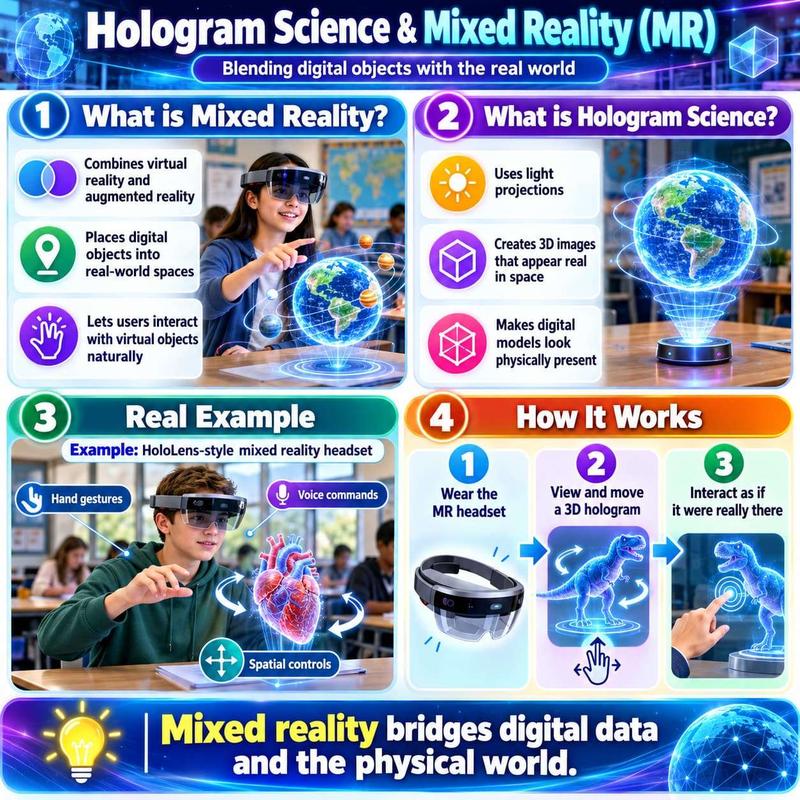 Hologram Science & Mixed Reality (MR)
Blending digital objects with the real world
1 What is Mixed Reality?
Combines virtual
reality and
augmented reality
Places digital
objects into
real-world spaces
Lets users interact
with virtual objects
naturally
2 What is Hologram Science?
Uses light
projections
Creates 3D images
that appear real
in space
Makes digital
models look
physically present
3 Real Example
Example: HoloLens-style mixed reality headset
Hand gestures
Voice commands
Spatial controls
4 How It Works
1
Wear the
MR headset
2
View and move
a 3D hologram
3
Interact as if
it were really there
Mixed reality bridges digital data
and the physical world.